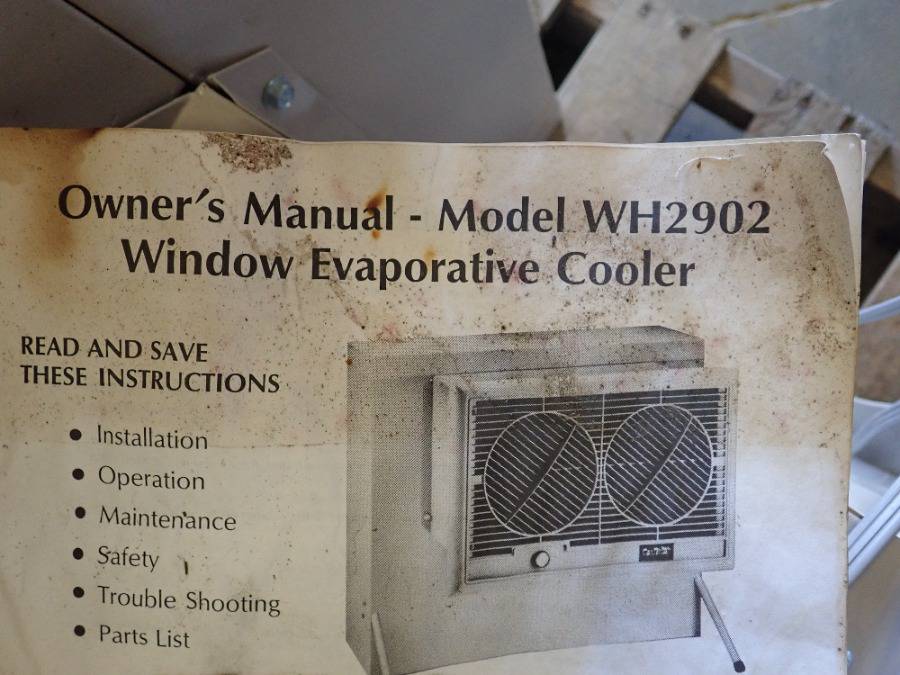 Owner's Manual - Model WH2902
Window Evaporative Cooler
READ AND SAVE
THESE INSTRUCTIONS
• Installation
• Operation
• Maintenance
• Safety
• Trouble Shooting
• Parts List